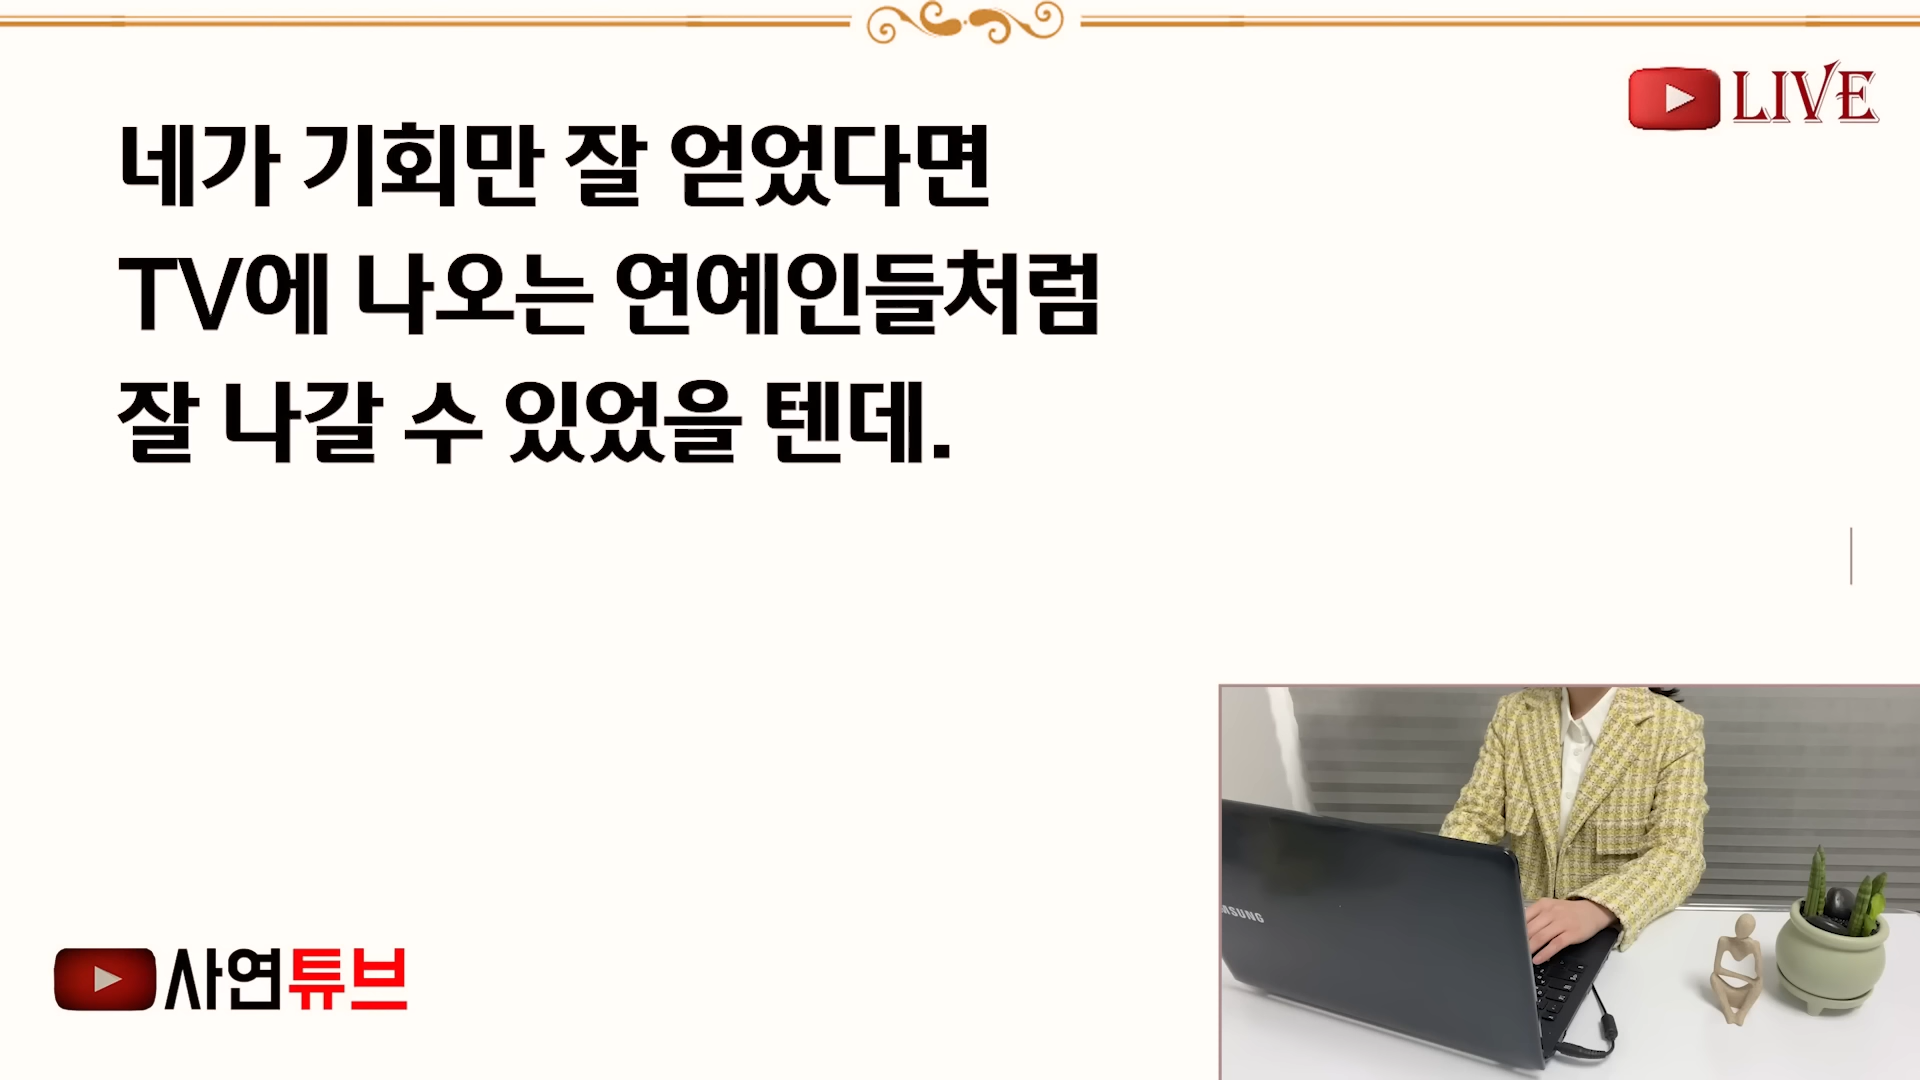 LIVE
네가 기회만 잘 얻었다면
TV에 나오는 연예인들처럼
잘 나갈 수 있었을 텐데.
사연튜브
MSUNG